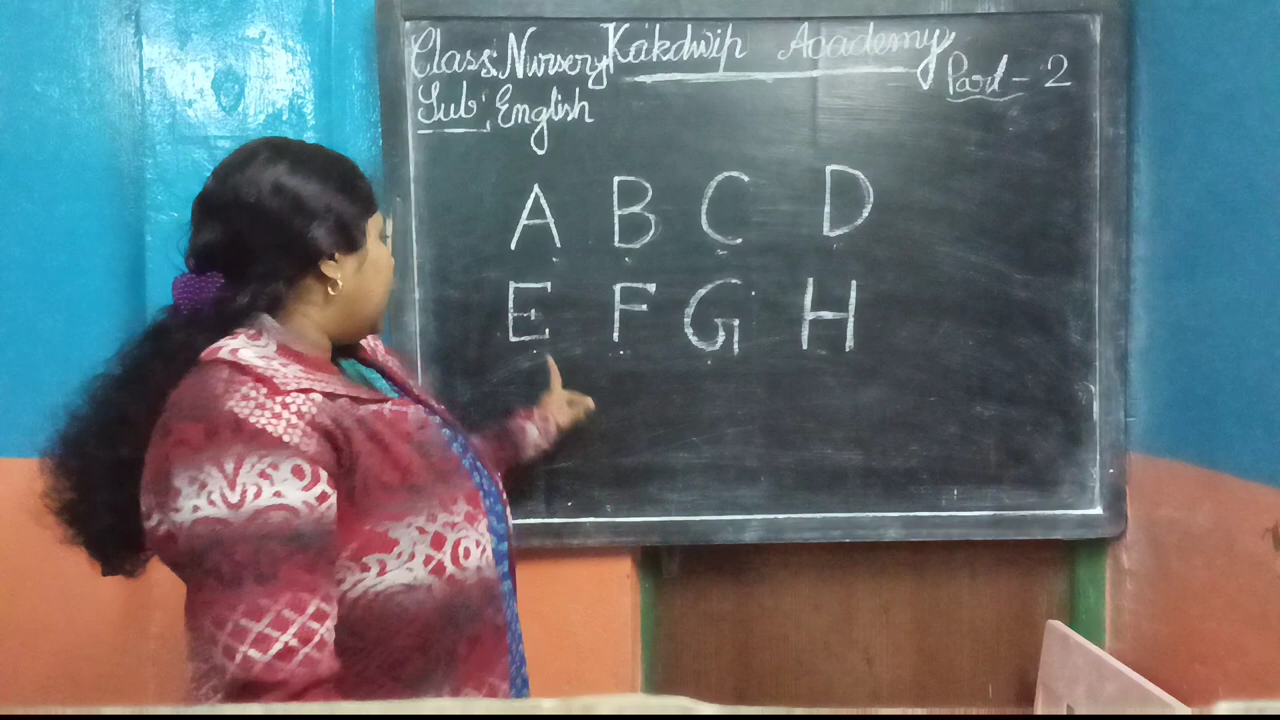 Class: Nursery Kakdwip Academy Part - 2
Sub: English
A B C D
E F G H